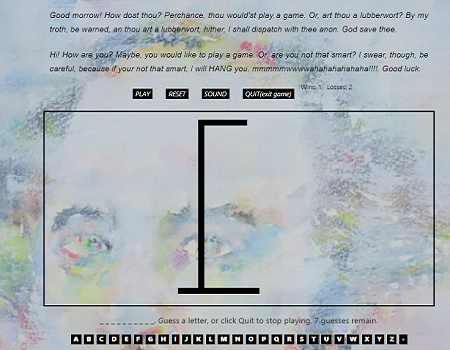 Good morrow! How dost thou? Perchance, thou would'st play a game. Or, art thou a lubberwort? By my
troth, be warned, an thou art a lubberwort, hither, I shall dispatch with thee anon. God save thee.
Hi! How are you? Maybe, you would like to play a game. Or, are you not that smart? I swear, though, be
careful, because if your not that smart, I will HANG you. mmmmmwwwahahahahahaha!!!!. Good luck.
PLAY RESET SOUND QUIT(exit game) Wins: 1 Losses: 2
_ _ _ _ _ _ _ _ _ Guess a letter, or click Quit to stop playing. 7 guesses remain.
A B C D E F G H I J K L M N O P Q R S T U V W X Y Z -